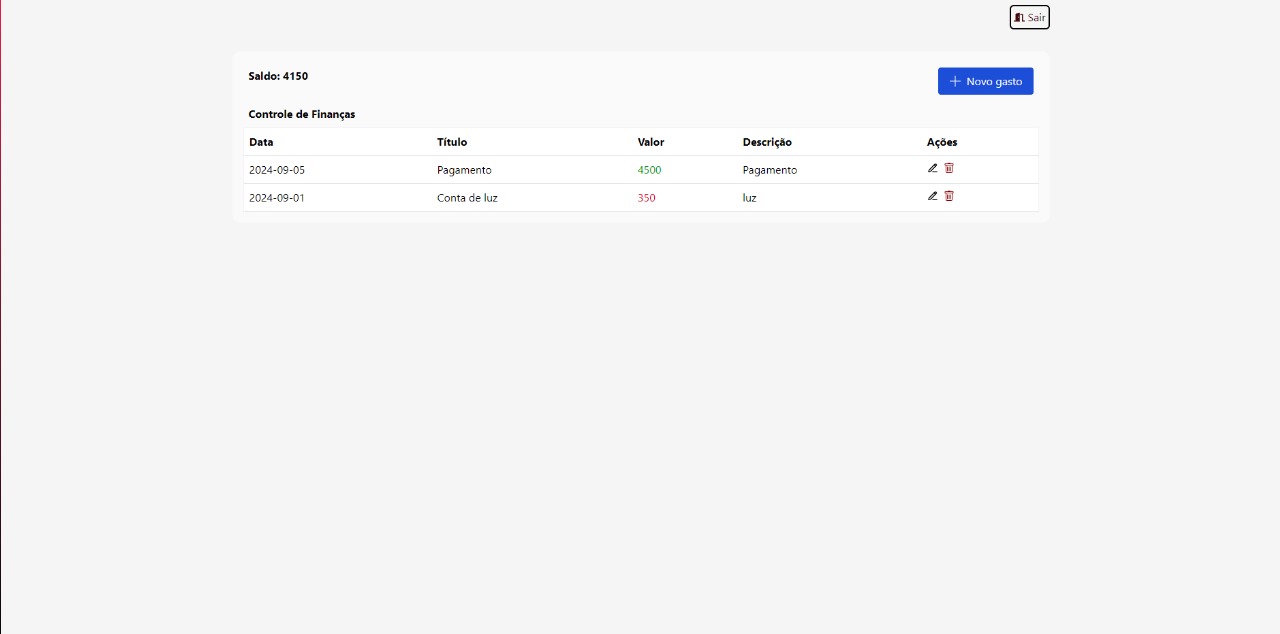 Sair
Saldo: 4150
Novo gasto
Controle de Finanças
Data Título Valor Descrição Ações
2024-09-05 Pagamento 4500 Pagamento
2024-09-01 Conta de luz 350 luz